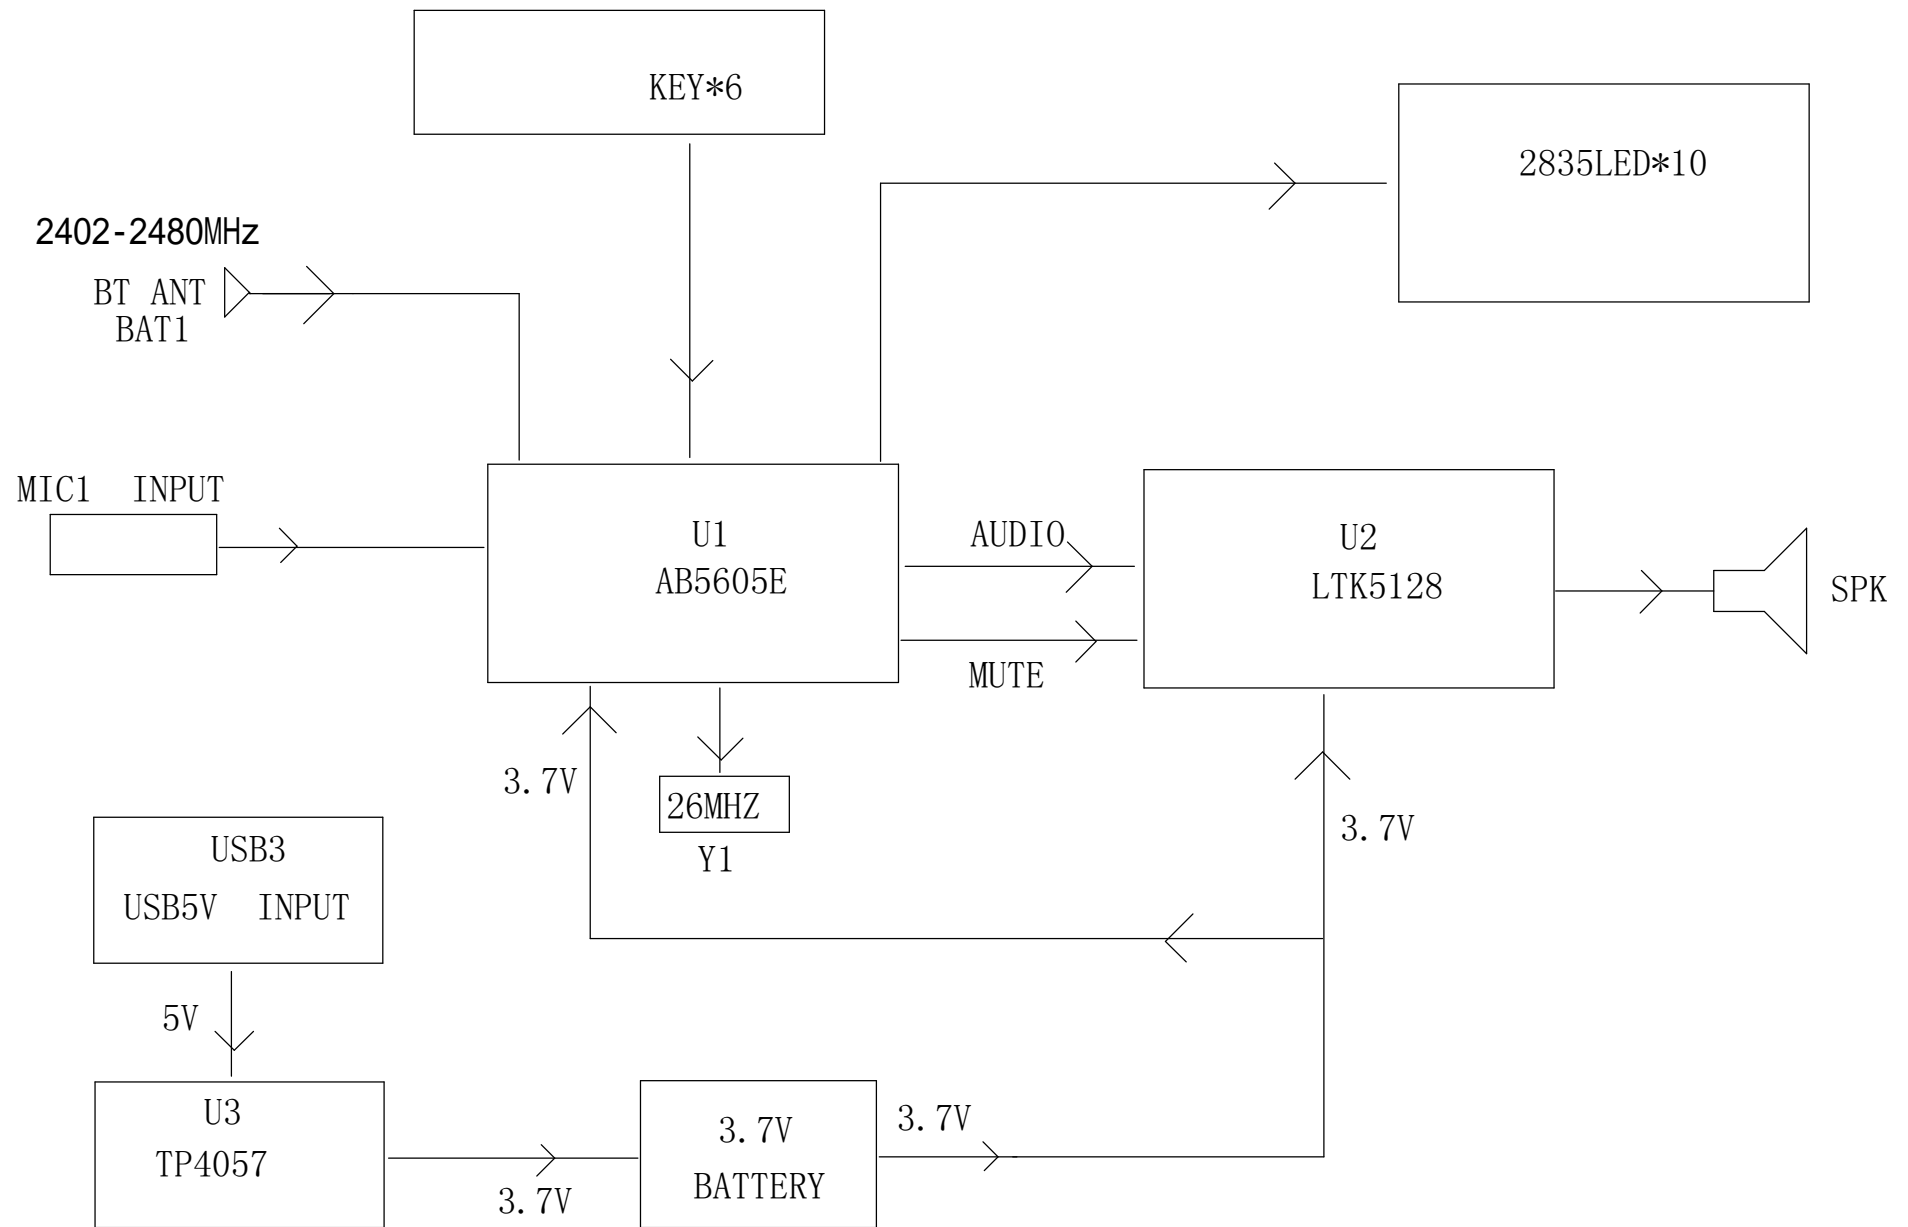 KEY*6
2835LED*10
2402-2480MHz
BT ANT
BAT1
MIC1 INPUT
U1
AB5605E
AUDIO
MUTE
U2
LTK5128
SPK
3.7V
26MHZ
Y1
3.7V
USB3
USB5V INPUT
5V
U3
TP4057
3.7V
3.7V
BATTERY
3.7V